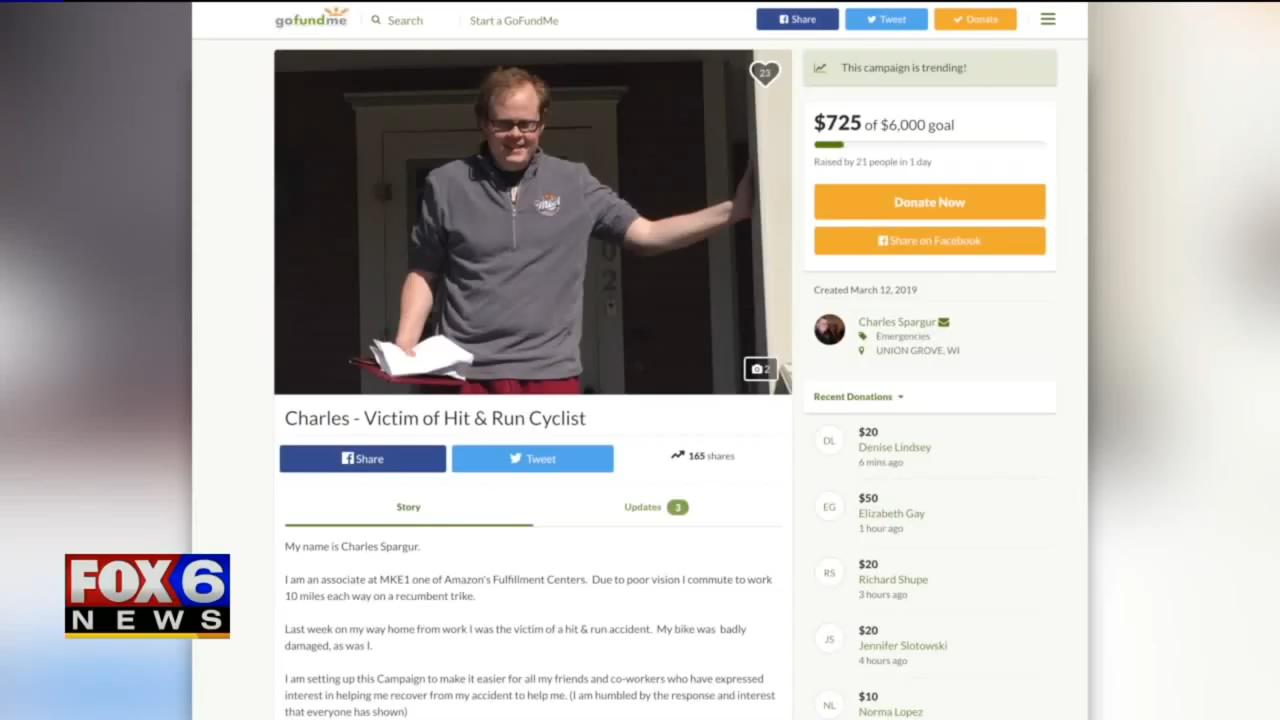 gofundme
Search
Start a GoFundMe
Share
Tweet
Donate
23
2
Charles - Victim of Hit & Run Cyclist
Share
Tweet
165 shares
Story
Updates 3
My name is Charles Spargur.
I am an associate at MKE1 one of Amazon's Fulfillment Centers. Due to poor vision I commute to work
10 miles each way on a recumbent trike.
Last week on my way home from work I was the victim of a hit & run accident. My bike was badly
damaged, as was I.
I am setting up this Campaign to make it easier for all my friends and co-workers who have expressed
interest in helping me recover from my accident to help me. (I am humbled by the response and interest
that everyone has shown)
This campaign is trending!
$725 of $6,000 goal
Raised by 21 people in 1 day
Donate Now
Share on Facebook
Created March 12, 2019
Charles Spargur
Emergencies
UNION GROVE, WI
Recent Donations
DL
$20
Denise Lindsey
6 mins ago
EG
$50
Elizabeth Gay
1 hour ago
RS
$20
Richard Shupe
3 hours ago
JS
$20
Jennifer Slotowski
4 hours ago
NL
$10
Norma Lopez
FOX 6
NEWS